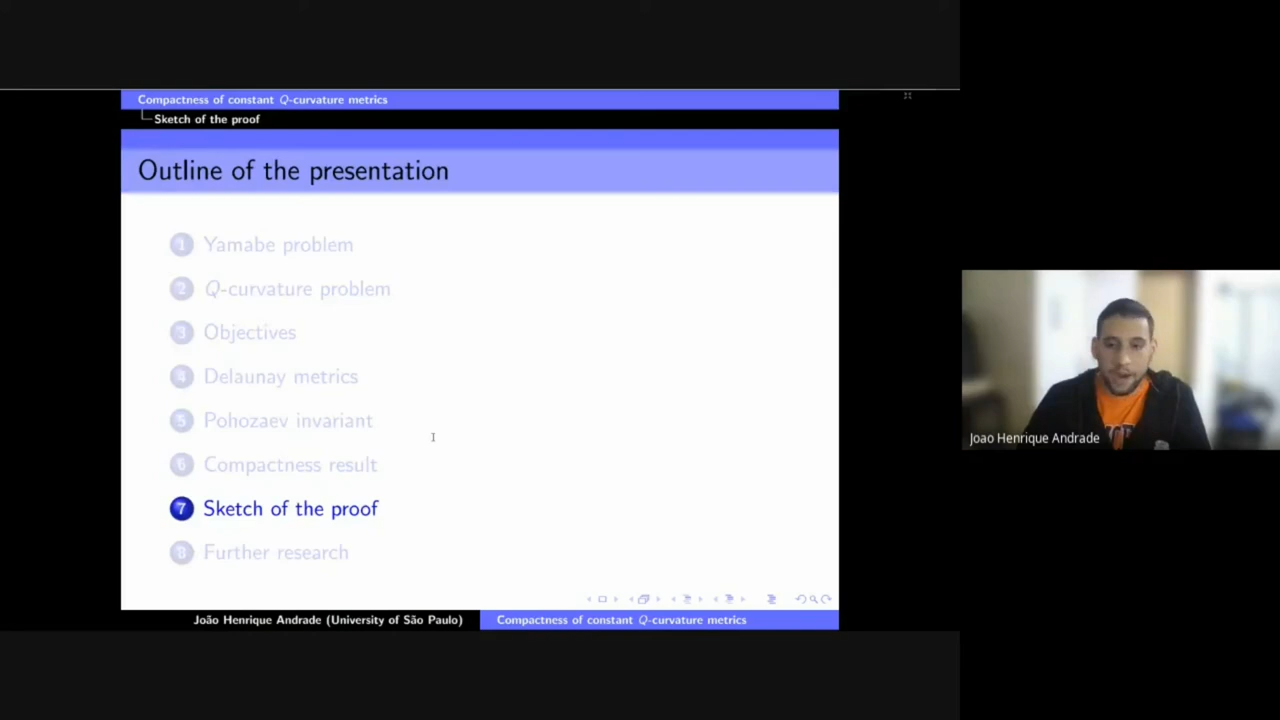 Compactness of constant Q-curvature metrics
Sketch of the proof
Outline of the presentation
1 Yamabe problem
2 Q-curvature problem
3 Objectives
4 Delaunay metrics
5 Pohozaev invariant
6 Compactness result
7 Sketch of the proof
8 Further research
João Henrique Andrade (University of São Paulo)
Compactness of constant Q-curvature metrics
Joao Henrique Andrade